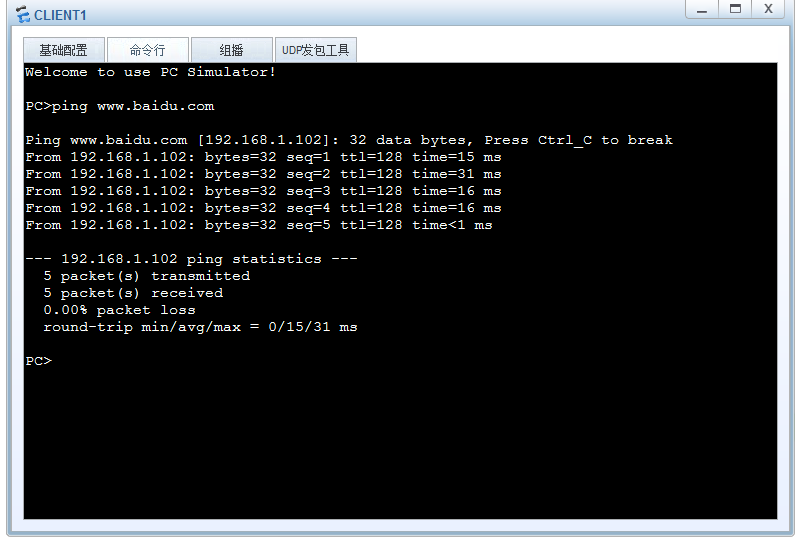 CLIENT1
基础配置 命令行 组播 UDP发包工具
Welcome to use PC Simulator!
PC>ping www.baidu.com
Ping www.baidu.com [192.168.1.102]: 32 data bytes, Press Ctrl_C to break
From 192.168.1.102: bytes=32 seq=1 ttl=128 time=15 ms
From 192.168.1.102: bytes=32 seq=2 ttl=128 time=31 ms
From 192.168.1.102: bytes=32 seq=3 ttl=128 time=16 ms
From 192.168.1.102: bytes=32 seq=4 ttl=128 time=16 ms
From 192.168.1.102: bytes=32 seq=5 ttl=128 time<1 ms
--- 192.168.1.102 ping statistics ---
5 packet(s) transmitted
5 packet(s) received
0.00% packet loss
round-trip min/avg/max = 0/15/31 ms
PC>